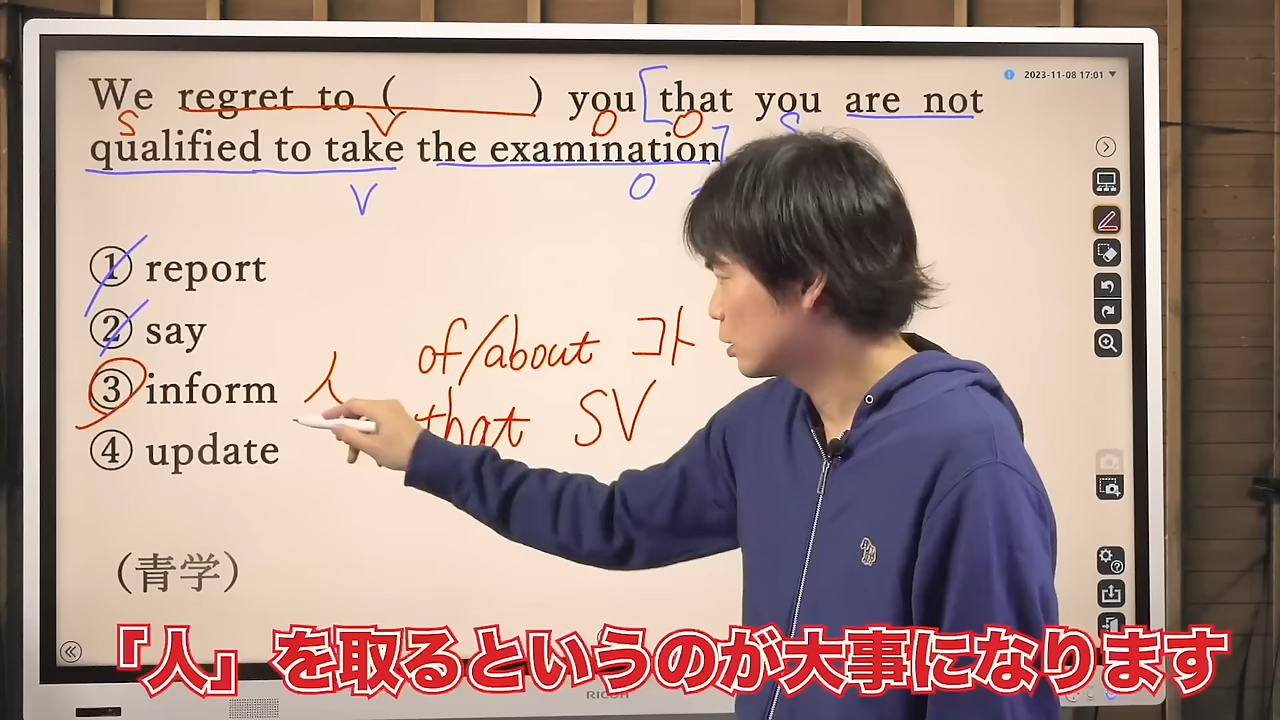 We regret to (　　　) you [that you are not
S V O O S
qualified to take the examination]
V O
① report
② say
③ inform 人 of/about コト
that SV
④ update
(青学)
「人」を取るというのが大事になります
2023-11-08 17:01
RICOH